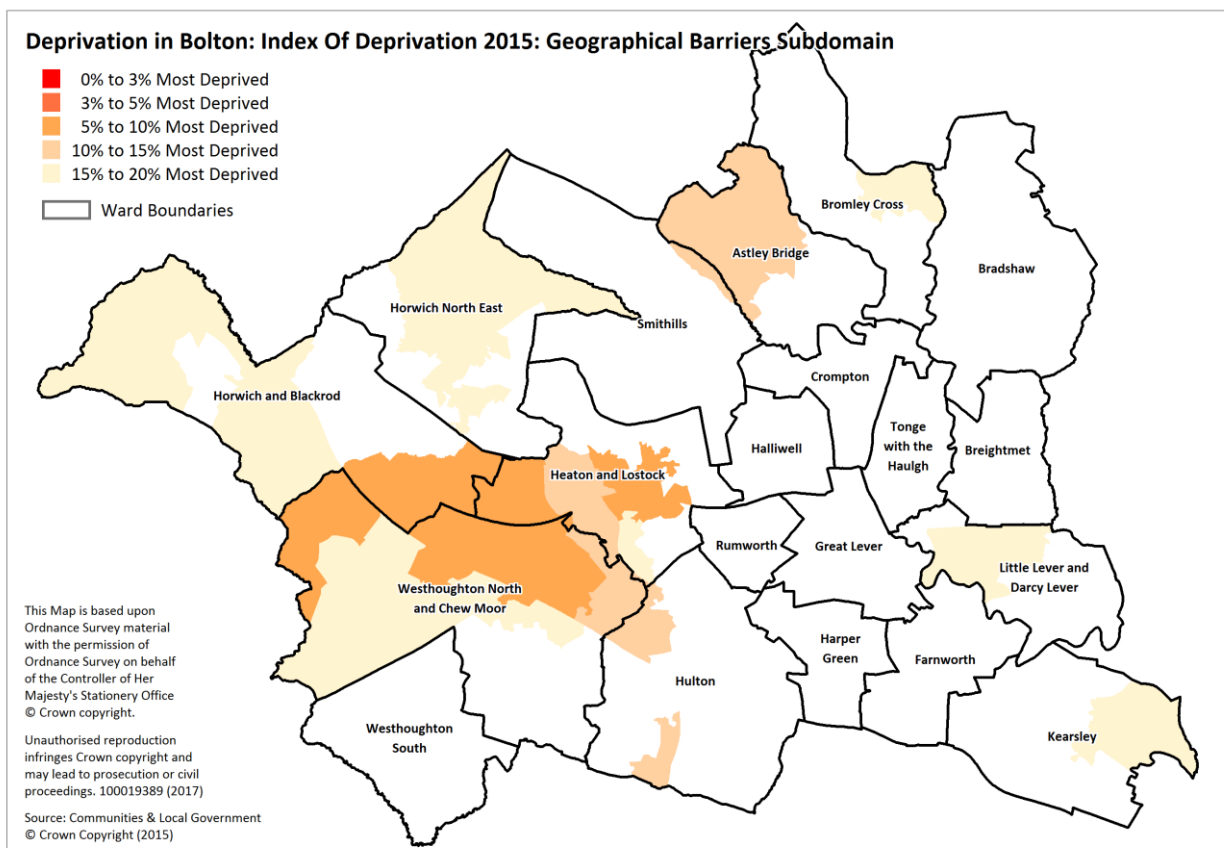 Deprivation in Bolton: Index Of Deprivation 2015: Geographical Barriers Subdomain
0% to 3% Most Deprived
3% to 5% Most Deprived
5% to 10% Most Deprived
10% to 15% Most Deprived
15% to 20% Most Deprived
Ward Boundaries
Bromley Cross
Astley Bridge
Bradshaw
Horwich North East
Smithills
Crompton
Horwich and Blackrod
Halliwell
Tonge
with the
Haulgh
Breightmet
Heaton and Lostock
Rumworth
Great Lever
Little Lever and
Darcy Lever
Westhoughton North
and Chew Moor
Harper
Green
Farnworth
Hulton
Westhoughton
South
Kearsley
This Map is based upon
Ordnance Survey material
with the permission of
Ordnance Survey on behalf
of the Controller of Her
Majesty's Stationery Office
© Crown copyright.
Unauthorised reproduction
infringes Crown copyright and
may lead to prosecution or civil
proceedings. 100019389 (2017)
Source: Communities & Local Government
© Crown Copyright (2015)